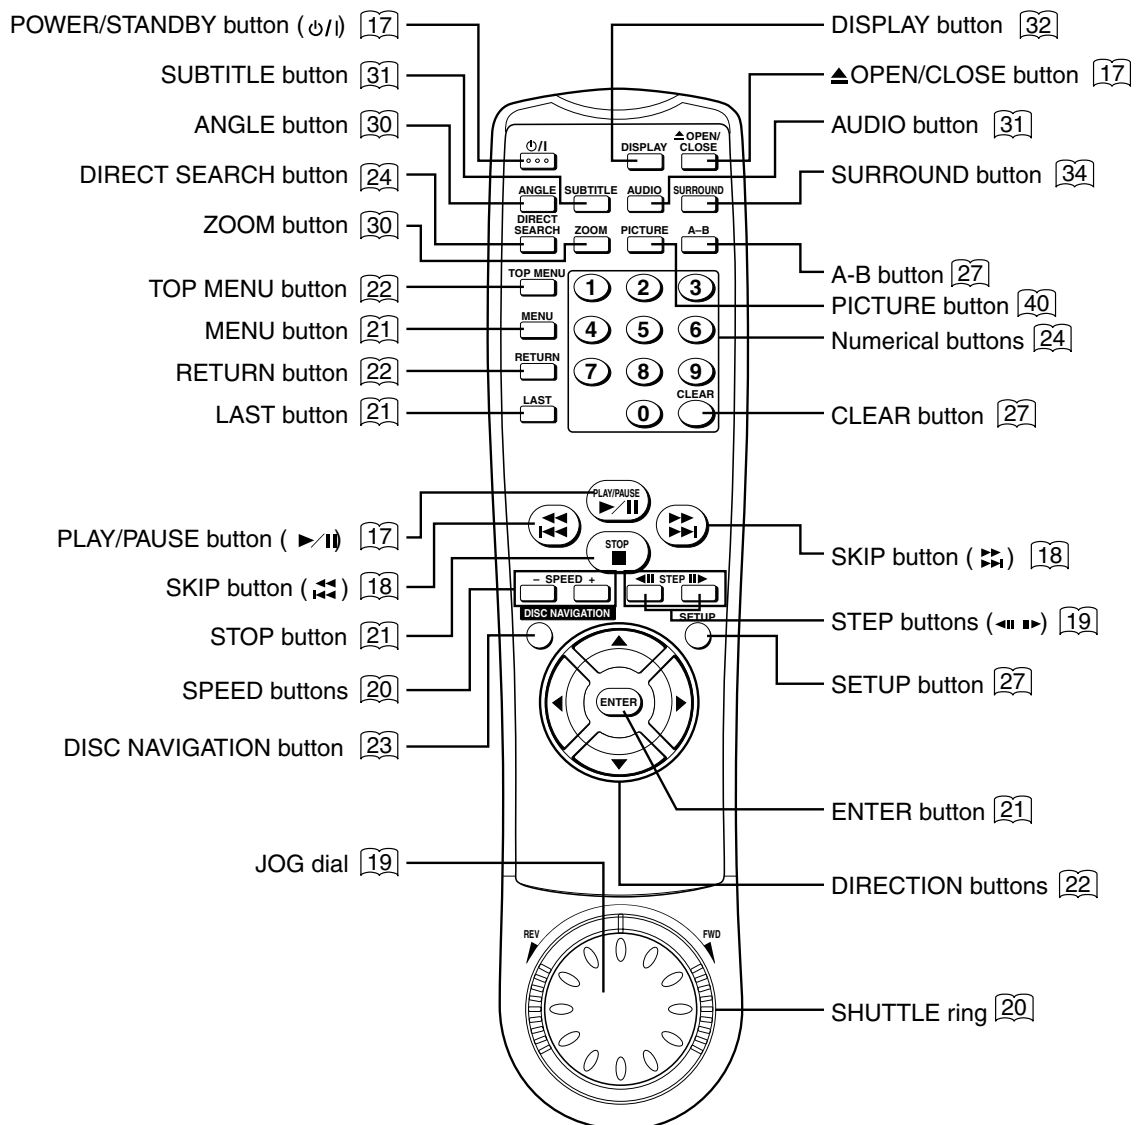 POWER/STANDBY button ( ⏻/I) 17
SUBTITLE button 31
ANGLE button 30
DIRECT SEARCH button 24
ZOOM button 30
TOP MENU button 22
MENU button 21
RETURN button 22
LAST button 21
PLAY/PAUSE button ( ►/II) 17
SKIP button (⏮) 18
STOP button 21
SPEED buttons 20
DISC NAVIGATION button 23
JOG dial 19
DISPLAY button 32
▲OPEN/CLOSE button 17
AUDIO button 31
SURROUND button 34
A-B button 27
PICTURE button 40
Numerical buttons 24
CLEAR button 27
SKIP button (⏭) 18
STEP buttons (◄II II►) 19
SETUP button 27
ENTER button 21
DIRECTION buttons 22
SHUTTLE ring 20
⏻/I
DISPLAY
▲OPEN/
CLOSE
ANGLE SUBTITLE AUDIO SURROUND
DIRECT
SEARCH ZOOM PICTURE A–B
TOP MENU 1 2 3
MENU 4 5 6
RETURN 7 8 9
CLEAR
LAST 0
PLAY/PAUSE
►/II
STOP
– SPEED + ◄II STEP II►
DISC NAVIGATION SETUP
ENTER
REV FWD